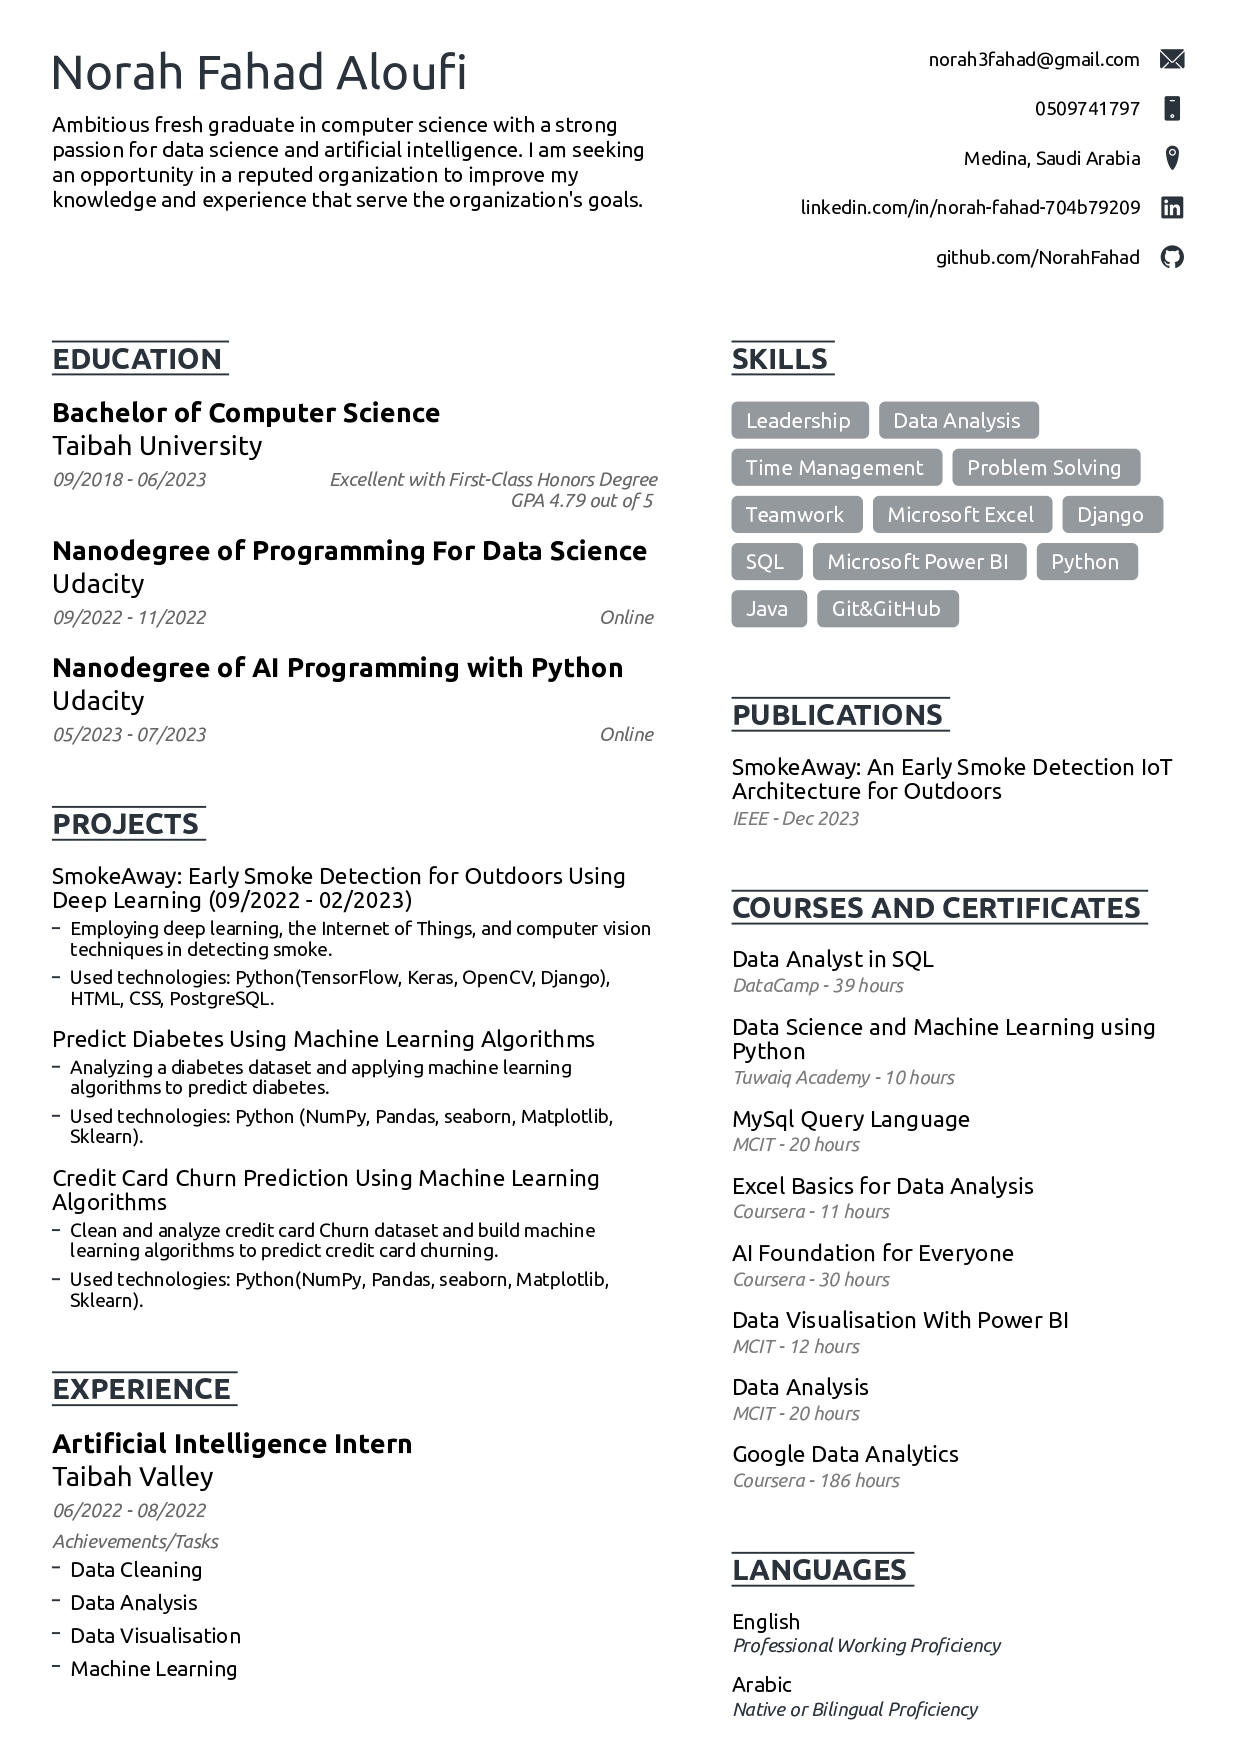 Norah Fahad Aloufi
Ambitious fresh graduate in computer science with a strong
passion for data science and artificial intelligence. I am seeking
an opportunity in a reputed organization to improve my
knowledge and experience that serve the organization's goals.
norah3fahad@gmail.com
0509741797
Medina, Saudi Arabia
linkedin.com/in/norah-fahad-704b79209
github.com/NorahFahad
EDUCATION
Bachelor of Computer Science
Taibah University
09/2018 - 06/2023 Excellent with First-Class Honors Degree
GPA 4.79 out of 5
Nanodegree of Programming For Data Science
Udacity
09/2022 - 11/2022 Online
Nanodegree of AI Programming with Python
Udacity
05/2023 - 07/2023 Online
PROJECTS
SmokeAway: Early Smoke Detection for Outdoors Using
Deep Learning (09/2022 - 02/2023)
– Employing deep learning, the Internet of Things, and computer vision
techniques in detecting smoke.
– Used technologies: Python(TensorFlow, Keras, OpenCV, Django),
HTML, CSS, PostgreSQL.
Predict Diabetes Using Machine Learning Algorithms
– Analyzing a diabetes dataset and applying machine learning
algorithms to predict diabetes.
– Used technologies: Python (NumPy, Pandas, seaborn, Matplotlib,
Sklearn).
Credit Card Churn Prediction Using Machine Learning
Algorithms
– Clean and analyze credit card Churn dataset and build machine
learning algorithms to predict credit card churning.
– Used technologies: Python(NumPy, Pandas, seaborn, Matplotlib,
Sklearn).
EXPERIENCE
Artificial Intelligence Intern
Taibah Valley
06/2022 - 08/2022
Achievements/Tasks
– Data Cleaning
– Data Analysis
– Data Visualisation
– Machine Learning
SKILLS
Leadership Data Analysis
Time Management Problem Solving
Teamwork Microsoft Excel Django
SQL Microsoft Power BI Python
Java Git&GitHub
PUBLICATIONS
SmokeAway: An Early Smoke Detection IoT
Architecture for Outdoors
IEEE - Dec 2023
COURSES AND CERTIFICATES
Data Analyst in SQL
DataCamp - 39 hours
Data Science and Machine Learning using
Python
Tuwaiq Academy - 10 hours
MySql Query Language
MCIT - 20 hours
Excel Basics for Data Analysis
Coursera - 11 hours
AI Foundation for Everyone
Coursera - 30 hours
Data Visualisation With Power BI
MCIT - 12 hours
Data Analysis
MCIT - 20 hours
Google Data Analytics
Coursera - 186 hours
LANGUAGES
English
Professional Working Proficiency
Arabic
Native or Bilingual Proficiency